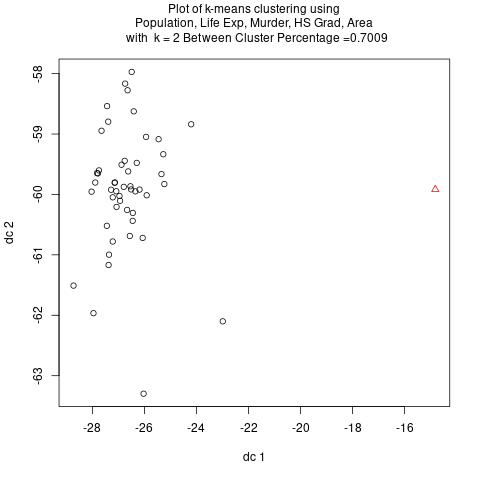 Plot of k-means clustering using
Population, Life Exp, Murder, HS Grad, Area
with k = 2 Between Cluster Percentage =0.7009
-58
-59
-60
-61
-62
-63
dc 2
-28 -26 -24 -22 -20 -18 -16
dc 1